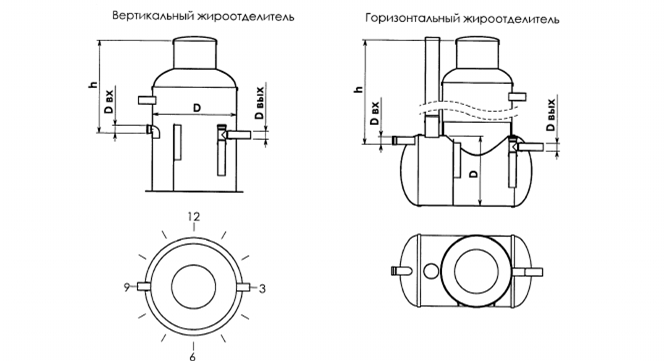 Вертикальный жироотделитель
Горизонтальный жироотделитель
h
D вх
D
D вых
h
D вх
D
D вых
12
9
3
6